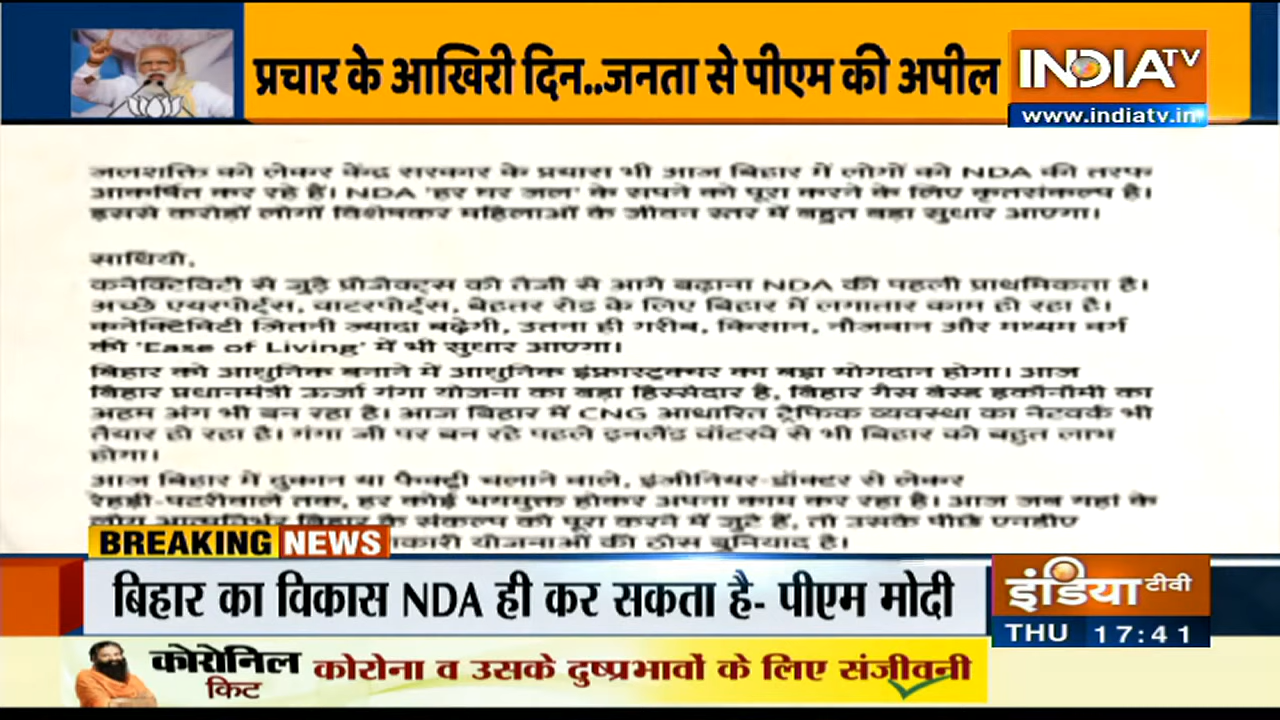 प्रचार के आखिरी दिन..जनता से पीएम की अपील
INDIA TV
www.indiatv.in
जलशक्ति को लेकर केंद्र सरकार के प्रयास भी आज बिहार में लोगों को NDA की तरफ
आकर्षित कर रहे हैं। NDA 'हर घर जल' के सपने को पूरा करने के लिए कृतसंकल्प है।
इससे करोड़ों लोगों विशेषकर महिलाओं के जीवन स्तर में बहुत बड़ा सुधार आएगा।
साथियों,
कनेक्टिविटी से जुड़े प्रोजेक्ट्स को तेजी से आगे बढ़ाना NDA की पहली प्राथमिकता है।
अच्छे एयरपोर्ट्स, वाटरपोर्ट्स, बेहतर रोड के लिए बिहार में लगातार काम हो रहा है।
कनेक्टिविटी जितनी ज्यादा बढ़ेगी, उतना ही गरीब, किसान, नौजवान और मध्यम वर्ग
की 'Ease of Living' में भी सुधार आएगा।
बिहार को आधुनिक बनाने में आधुनिक इंफ्रास्ट्रक्चर का बड़ा योगदान होगा। आज
बिहार प्रधानमंत्री ऊर्जा गंगा योजना का बड़ा हिस्सेदार है, बिहार गैस बेस्ड इकॉनॉमी का
अहम अंग भी बन रहा है। आज बिहार में CNG आधारित ट्रैफिक व्यवस्था का नेटवर्क भी
तैयार हो रहा है। गंगा जी पर बन रहे पहले इनलैंड वॉटरवे से भी बिहार को बहुत लाभ
होगा।
आज बिहार में दुकान या फैक्ट्री चलाने वाले, इंजीनियर-डॉक्टर से लेकर
रेहड़ी-पटरीवाले तक, हर कोई भयमुक्त होकर अपना काम कर रहा है। आज जब यहां के
लोग आत्मनिर्भर बिहार के संकल्प को पूरा करने में जुटे हैं, तो उसके पीछे एनडीए
कारी योजनाओं की ठोस बुनियाद है।
BREAKING NEWS
बिहार का विकास NDA ही कर सकता है- पीएम मोदी
इंडिया टीवी
THU 17:41
कोरोनिल
किट
कोरोना व उसके दुष्प्रभावों के लिए संजीवनी